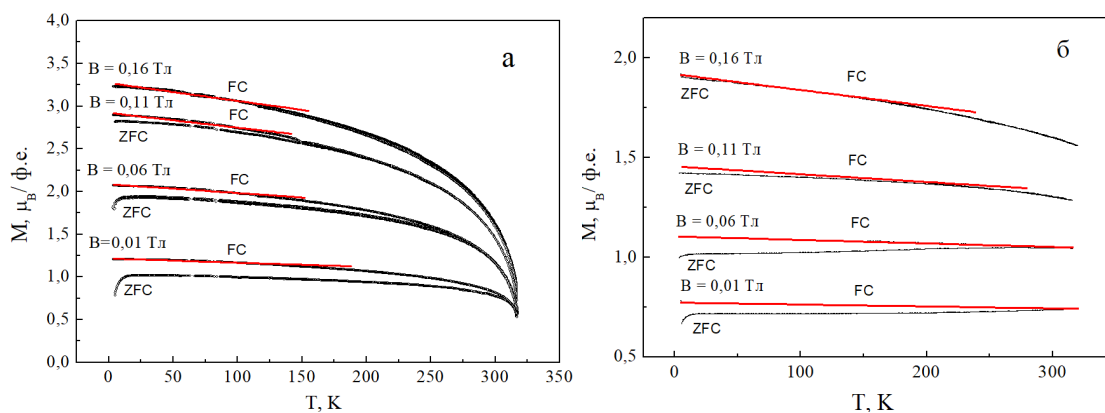 а
4,0
3,5
3,0
2,5
2,0
1,5
1,0
0,5
0,0
M, μB/ ф.е.
B = 0,16 Тл
FC
B = 0,11 Тл
FC
ZFC
B = 0,06 Тл
FC
ZFC
B=0,01 Тл
FC
ZFC
0 50 100 150 200 250 300 350
T, K
б
2,0
1,5
1,0
0,5
M, μB/ ф.е.
B = 0,16 Тл
FC
ZFC
B = 0,11 Тл
FC
ZFC
B = 0,06 Тл
FC
ZFC
B = 0,01 Тл
FC
ZFC
0 100 200 300
T, K